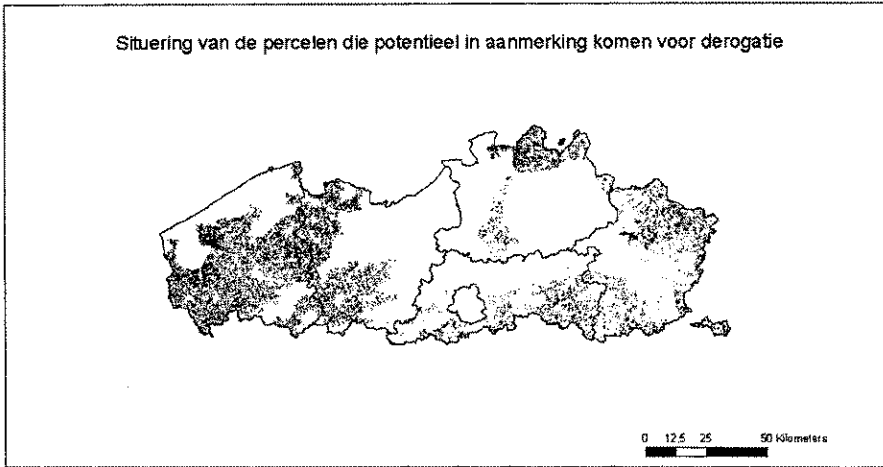 Situering van de percelen die potentieel in aanmerking komen voor derogatie
0 12,5 25 50 Kilometers